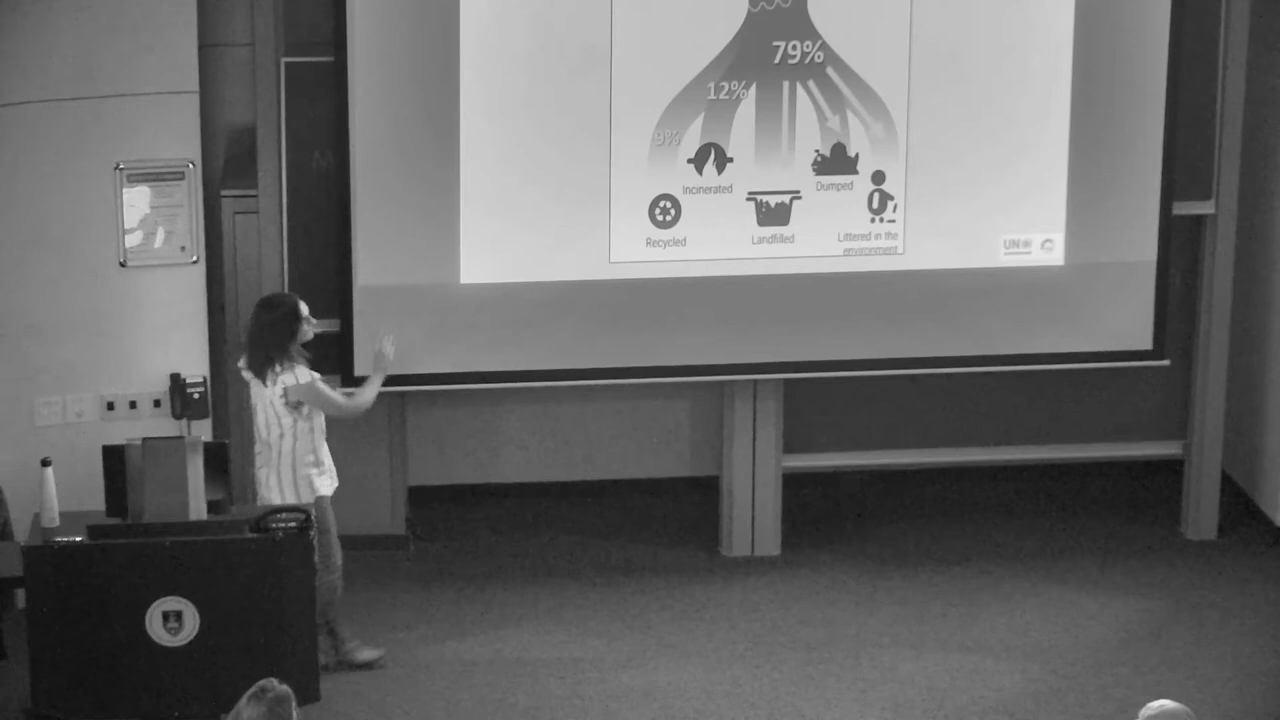 79%
12%
9%
Incinerated
Dumped
Recycled
Landfilled
Littered in the
environment
UN